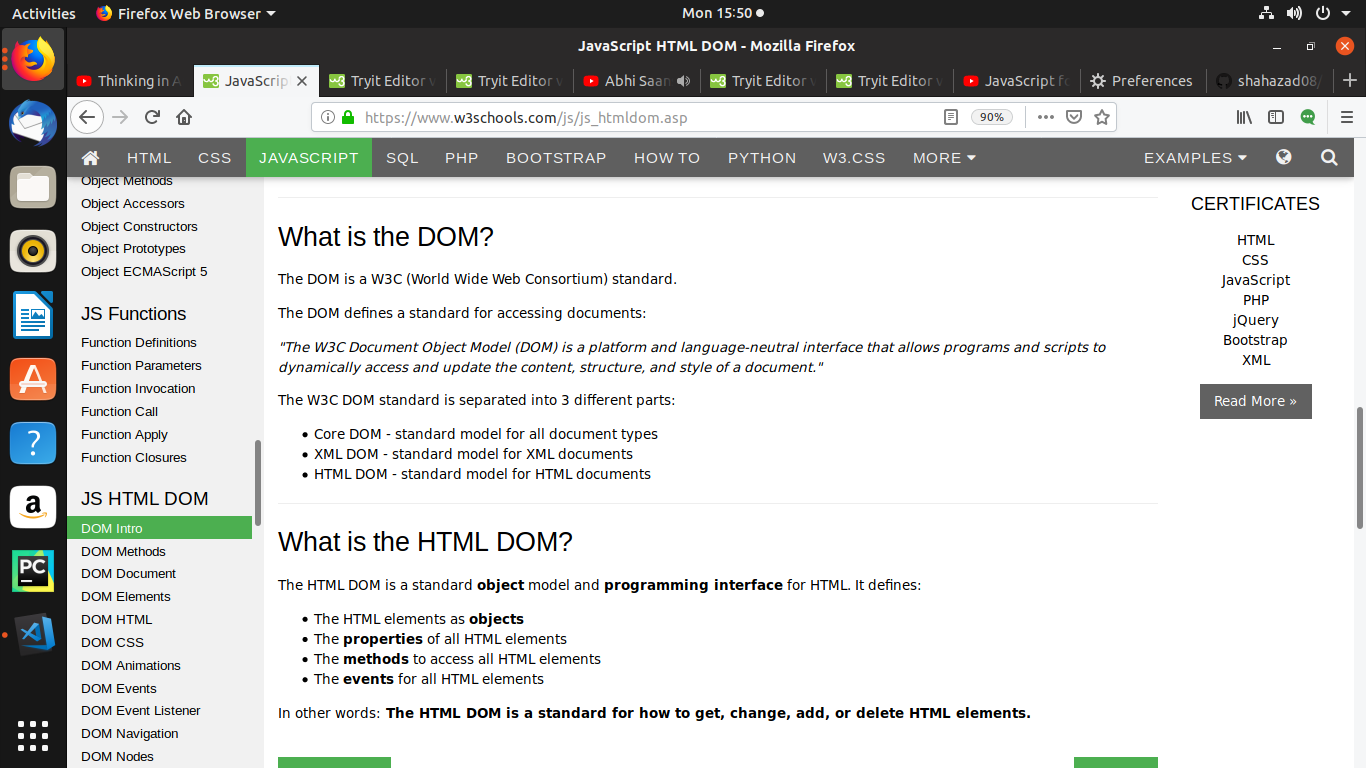 Activities Firefox Web Browser Mon 15:50
JavaScript HTML DOM - Mozilla Firefox
Thinking in A
JavaScrip
Tryit Editor v
Tryit Editor v
Abhi Saan
Tryit Editor v
Tryit Editor v
JavaScript fo
Preferences
shahazad08/
https://www.w3schools.com/js/js_htmldom.asp 90%
HTML CSS JAVASCRIPT SQL PHP BOOTSTRAP HOW TO PYTHON W3.CSS MORE EXAMPLES
Object Methods
Object Accessors
Object Constructors
Object Prototypes
Object ECMAScript 5
JS Functions
Function Definitions
Function Parameters
Function Invocation
Function Call
Function Apply
Function Closures
JS HTML DOM
DOM Intro
DOM Methods
DOM Document
DOM Elements
DOM HTML
DOM CSS
DOM Animations
DOM Events
DOM Event Listener
DOM Navigation
DOM Nodes
What is the DOM?
The DOM is a W3C (World Wide Web Consortium) standard.
The DOM defines a standard for accessing documents:
"The W3C Document Object Model (DOM) is a platform and language-neutral interface that allows programs and scripts to
dynamically access and update the content, structure, and style of a document."
The W3C DOM standard is separated into 3 different parts:
• Core DOM - standard model for all document types
• XML DOM - standard model for XML documents
• HTML DOM - standard model for HTML documents
What is the HTML DOM?
The HTML DOM is a standard object model and programming interface for HTML. It defines:
• The HTML elements as objects
• The properties of all HTML elements
• The methods to access all HTML elements
• The events for all HTML elements
In other words: The HTML DOM is a standard for how to get, change, add, or delete HTML elements.
CERTIFICATES
HTML
CSS
JavaScript
PHP
jQuery
Bootstrap
XML
Read More »